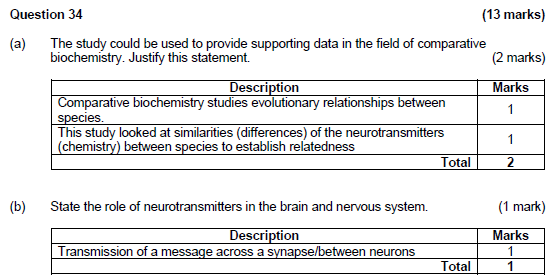 Question 34 (13 marks)
(a) The study could be used to provide supporting data in the field of comparative
biochemistry. Justify this statement. (2 marks)
Description Marks
Comparative biochemistry studies evolutionary relationships between
species. 1
This study looked at similarities (differences) of the neurotransmitters
(chemistry) between species to establish relatedness 1
Total 2
(b) State the role of neurotransmitters in the brain and nervous system. (1 mark)
Description Marks
Transmission of a message across a synapse/between neurons 1
Total 1